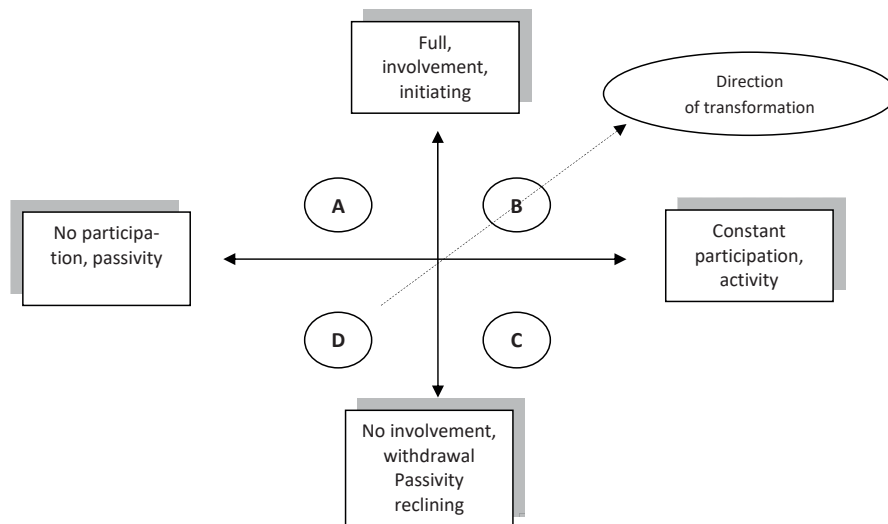 Full,
involvement,
initiating
Direction
of transformation
A
B
No participa-
tion, passivity
Constant
participation,
activity
D
C
No involvement,
withdrawal
Passivity
reclining